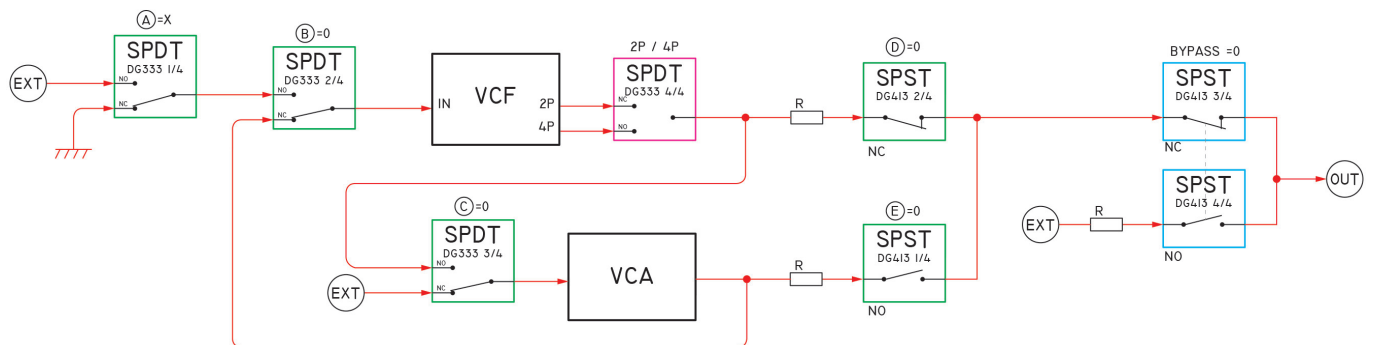 Ⓐ=X
SPDT
DG333 1/4
EXT
NO
NC
Ⓑ=0
SPDT
DG333 2/4
NO
NC
VCF
IN
2P
4P
2P / 4P
SPDT
DG333 4/4
NC
NO
R
Ⓓ=0
SPST
DG413 2/4
NC
BYPASS =0
SPST
DG413 3/4
NC
Ⓒ=0
SPDT
DG333 3/4
NO
NC
EXT
VCA
R
Ⓔ=0
SPST
DG413 1/4
NO
EXT
R
SPST
DG413 4/4
NO
OUT